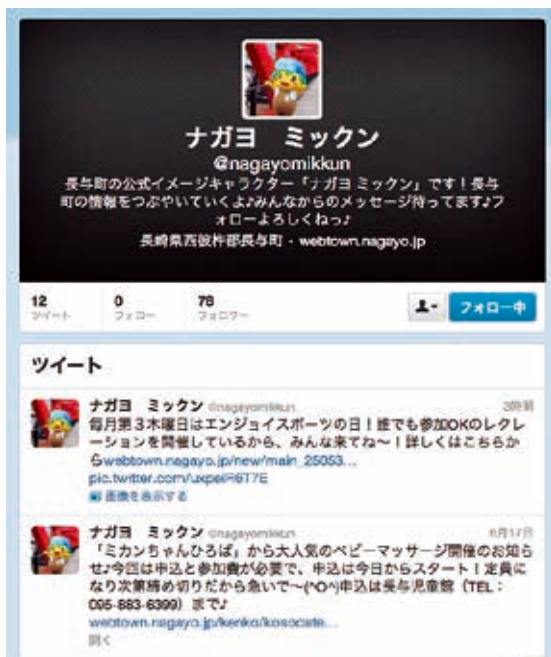 ナガヨ　ミックン
@nagayomikkun
長与町の公式イメージキャラクター「ナガヨ ミックン」です！長与
町の情報をつぶやいていくよ♪みんなからのメッセージ待ってます♪フ
ォローよろしくねっ♪
長崎県西彼杵郡長与町・webtown.nagayo.jp
12
ツイート
0
フォロー
78
フォロワー
フォロー中
ツイート
ナガヨ　ミックン @nagayomikkun
毎月第３木曜日はエンジョイスポーツの日！誰でも参加OKのレクレ
ーションを開催しているから、みんな来てね〜！詳しくはこちらか
らwebtown.nagayo.jp/new/main_25053...
画像を表示する
ナガヨ　ミックン @nagayomikkun 6月17日
「ミカンちゃんひろば」から大人気のベビーマッサージ開催のお知ら
せ♪今回は申込と参加費が必要で、申込は今日からスタート！定員に
なり次第締め切りだから急いで〜(^O^)申込は長与児童館（TEL：
095-883-6399）まで♪
webtown.nagayo.jp/kenko/kosodate...
開く